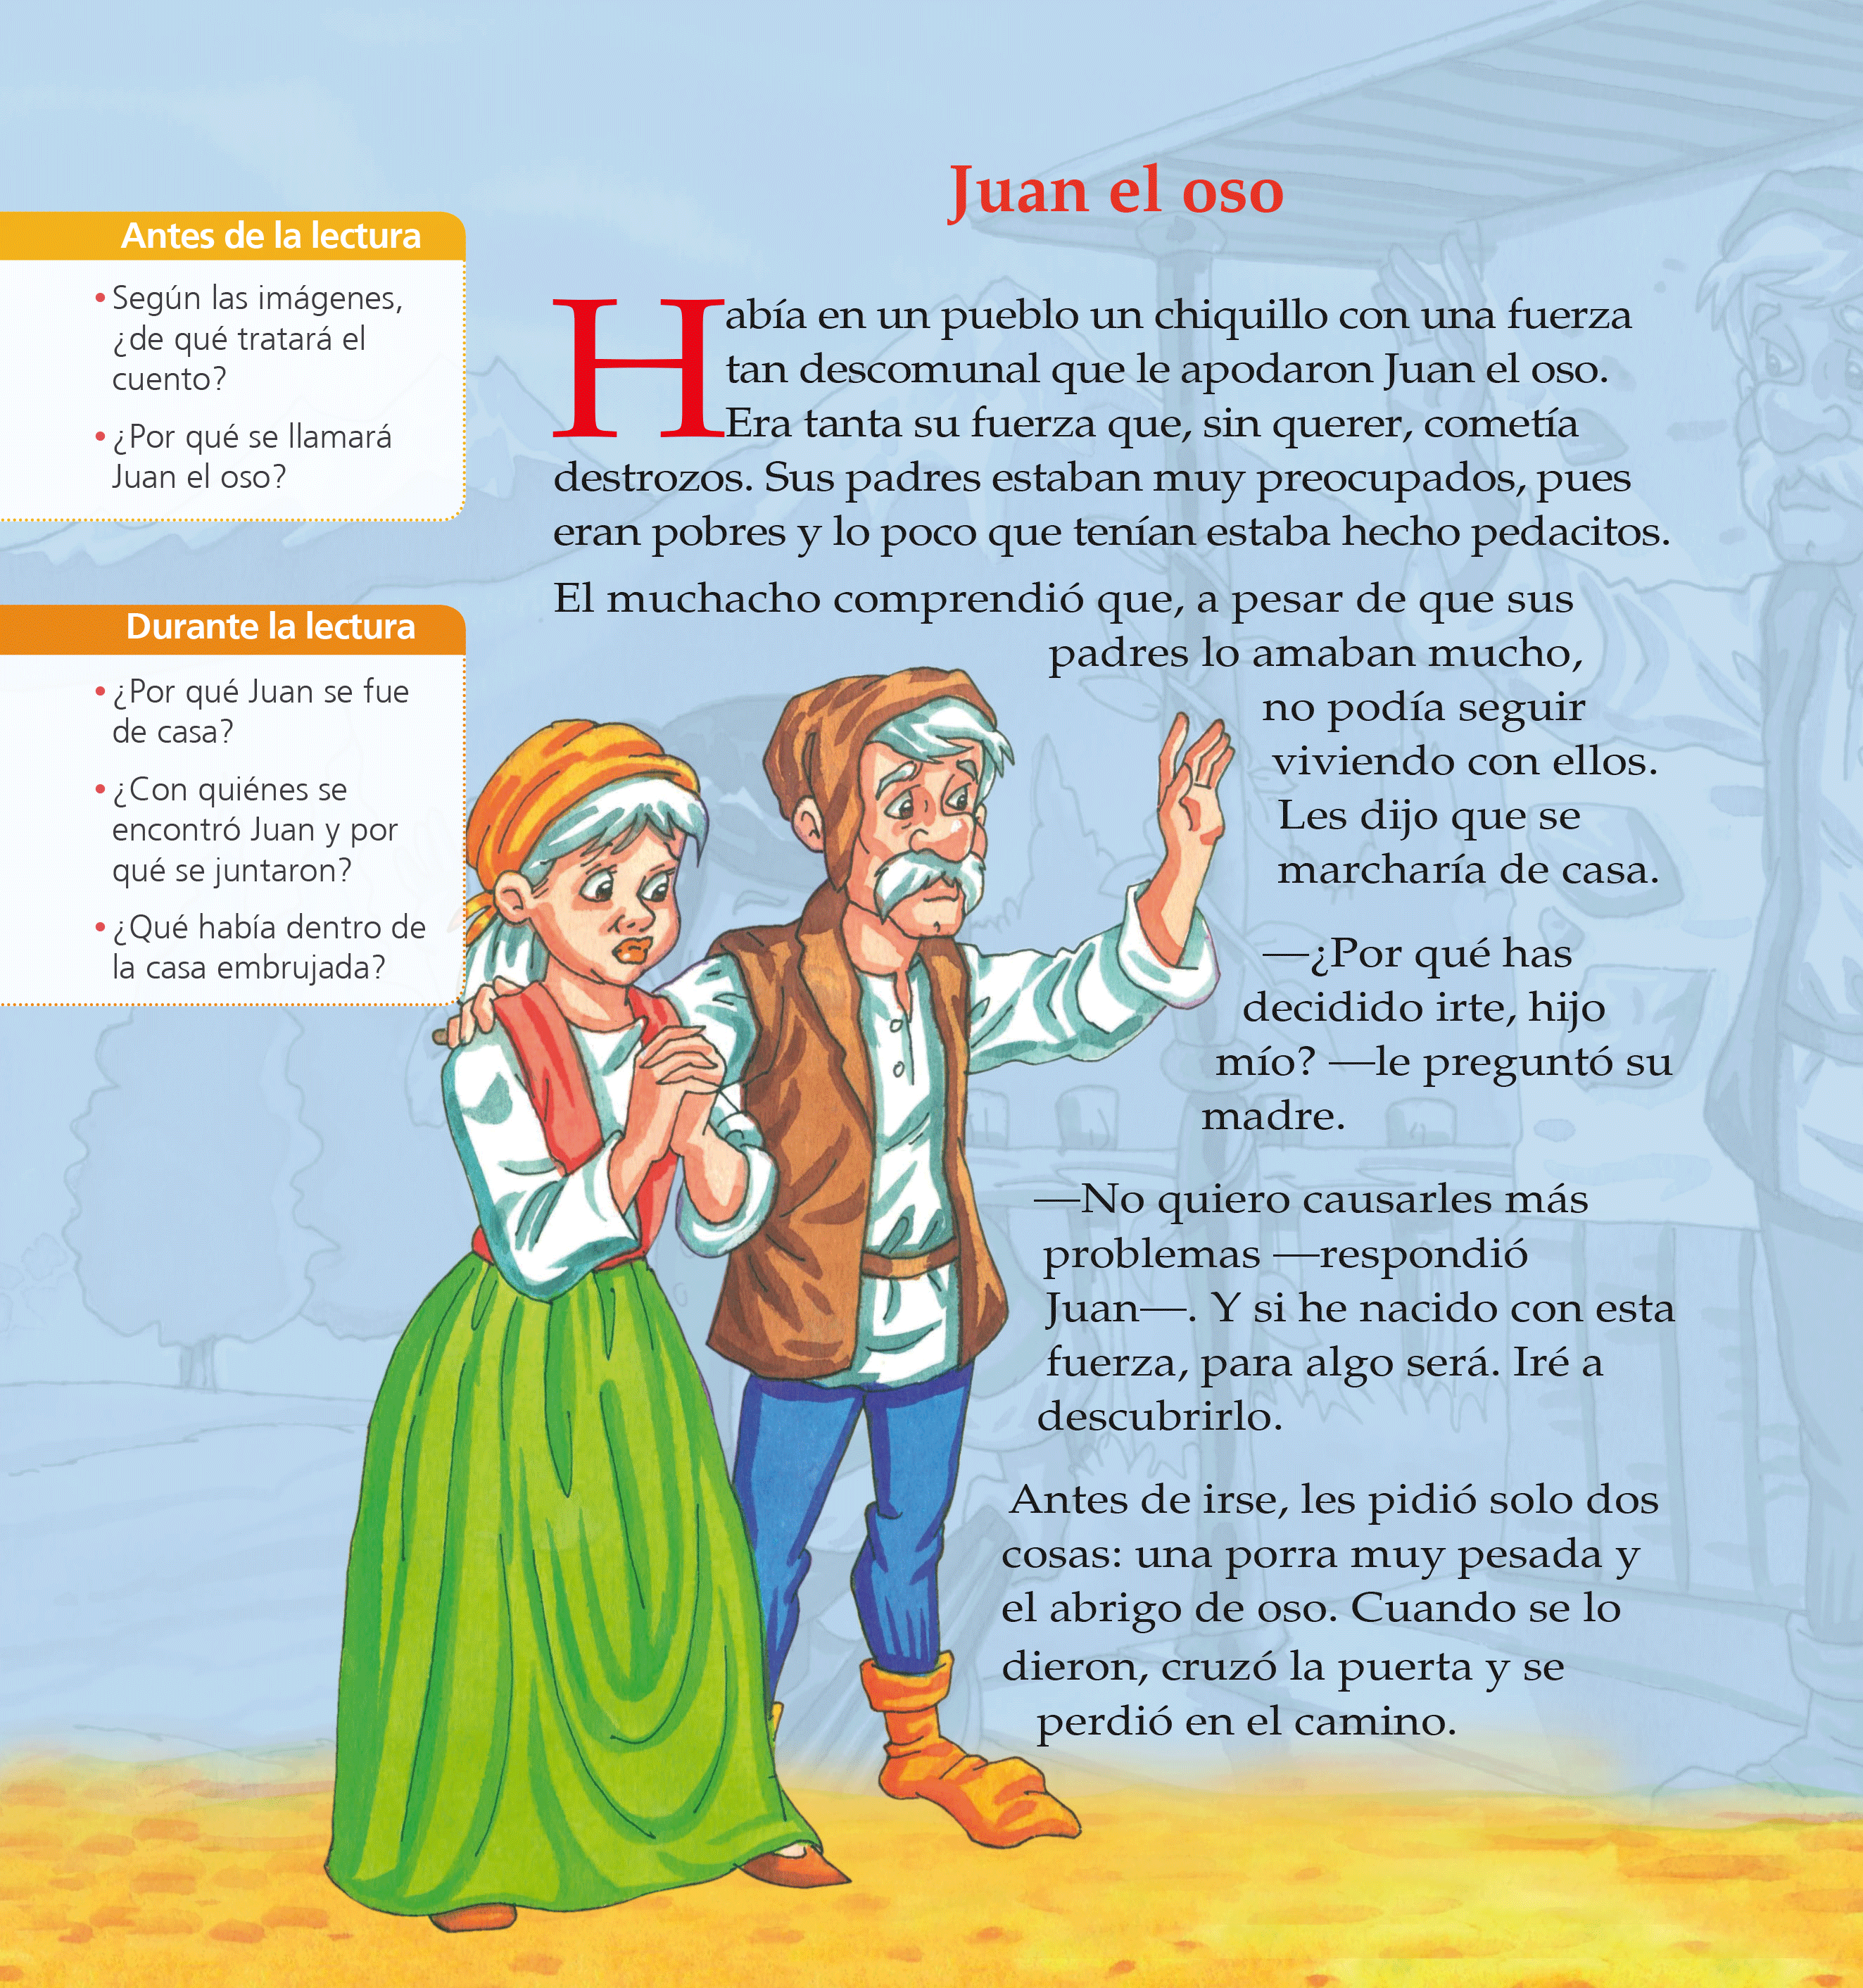 Juan el oso
Antes de la lectura
• Según las imágenes,
¿de qué tratará el
cuento?
• ¿Por qué se llamará
Juan el oso?
Durante la lectura
• ¿Por qué Juan se fue
de casa?
• ¿Con quiénes se
encontró Juan y por
qué se juntaron?
• ¿Qué había dentro de
la casa embrujada?
Había en un pueblo un chiquillo con una fuerza
tan descomunal que le apodaron Juan el oso.
Era tanta su fuerza que, sin querer, cometía
destrozos. Sus padres estaban muy preocupados, pues
eran pobres y lo poco que tenían estaba hecho pedacitos.
El muchacho comprendió que, a pesar de que sus
padres lo amaban mucho,
no podía seguir
viviendo con ellos.
Les dijo que se
marcharía de casa.
—¿Por qué has
decidido irte, hijo
mío? —le preguntó su
madre.
—No quiero causarles más
problemas —respondió
Juan—. Y si he nacido con esta
fuerza, para algo será. Iré a
descubrirlo.
Antes de irse, les pidió solo dos
cosas: una porra muy pesada y
el abrigo de oso. Cuando se lo
dieron, cruzó la puerta y se
perdió en el camino.